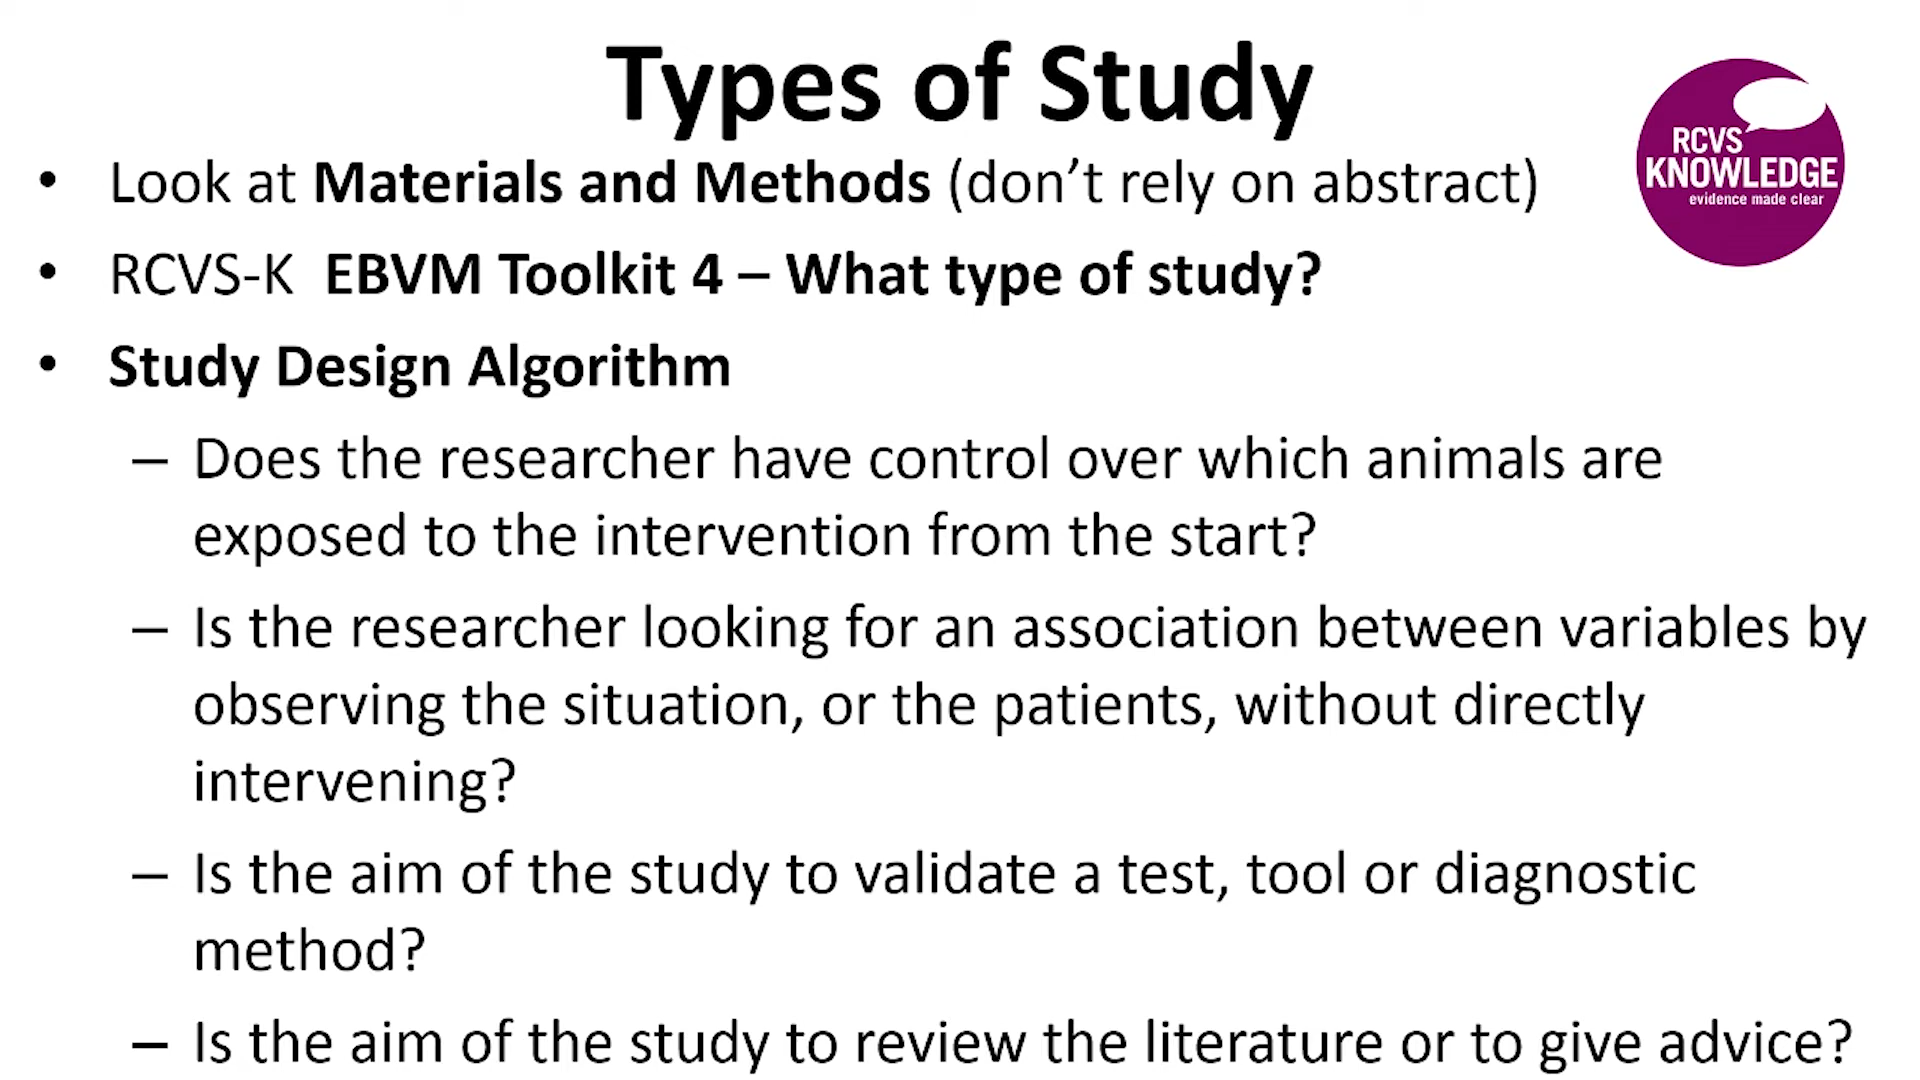 Types of Study
RCVS
KNOWLEDGE
evidence made clear
• Look at Materials and Methods (don’t rely on abstract)
• RCVS-K EBVM Toolkit 4 – What type of study?
• Study Design Algorithm
– Does the researcher have control over which animals are
exposed to the intervention from the start?
– Is the researcher looking for an association between variables by
observing the situation, or the patients, without directly
intervening?
– Is the aim of the study to validate a test, tool or diagnostic
method?
– Is the aim of the study to review the literature or to give advice?